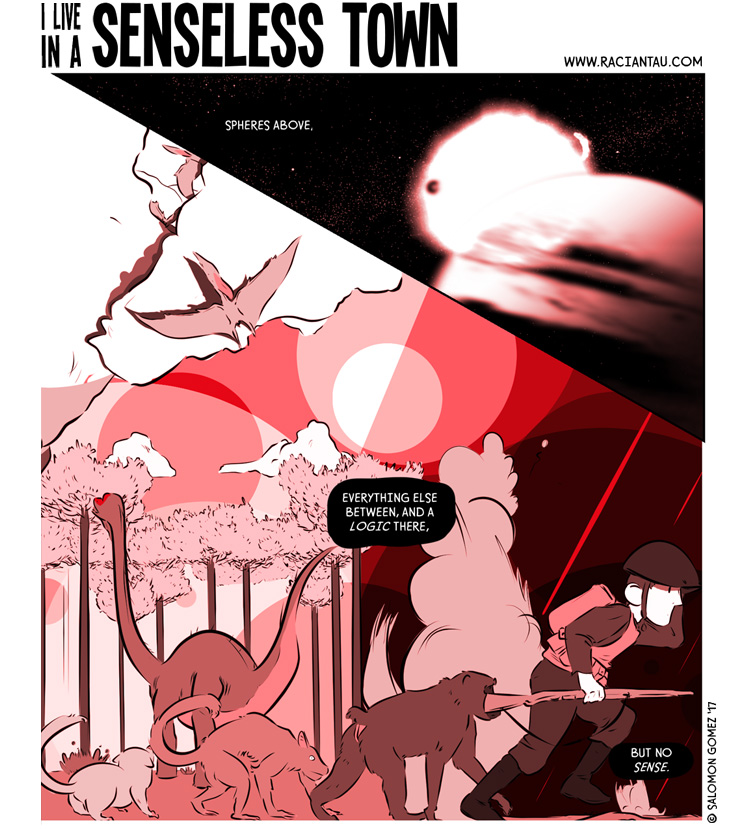 I LIVE
IN A SENSELESS TOWN
WWW.RACIANTAU.COM
SPHERES ABOVE,
EVERYTHING ELSE
BETWEEN, AND A
LOGIC THERE,
BUT NO
SENSE.
© SALOMON GOMEZ '17